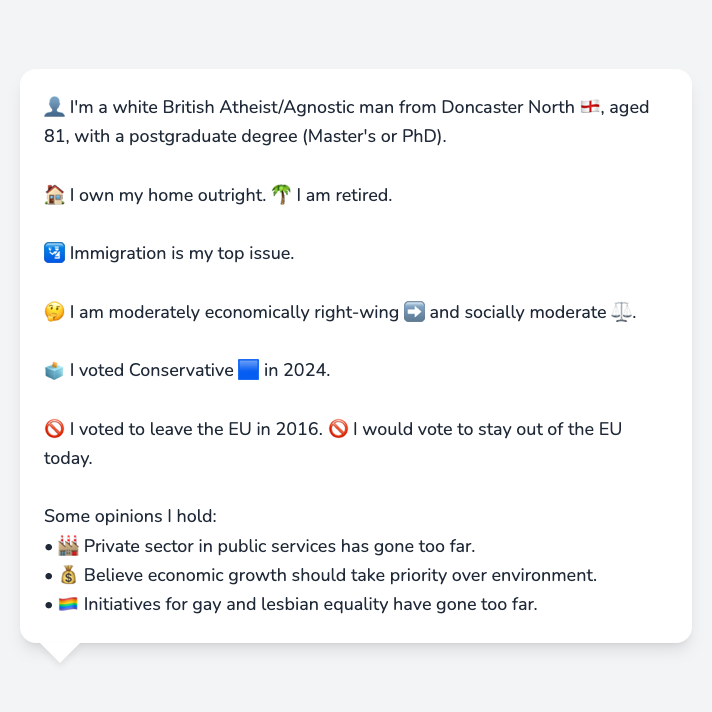 👤 I'm a white British Atheist/Agnostic man from Doncaster North 🏴󠁧󠁢󠁥󠁮󠁧󠁿, aged
81, with a postgraduate degree (Master's or PhD).
🏠 I own my home outright. 🌴 I am retired.
🛂 Immigration is my top issue.
🤔 I am moderately economically right-wing ➡️ and socially moderate ⚖️.
🗳️ I voted Conservative 🟦 in 2024.
🚫 I voted to leave the EU in 2016. 🚫 I would vote to stay out of the EU
today.
Some opinions I hold:
• 🏭 Private sector in public services has gone too far.
• 💰 Believe economic growth should take priority over environment.
• 🏳️‍🌈 Initiatives for gay and lesbian equality have gone too far.